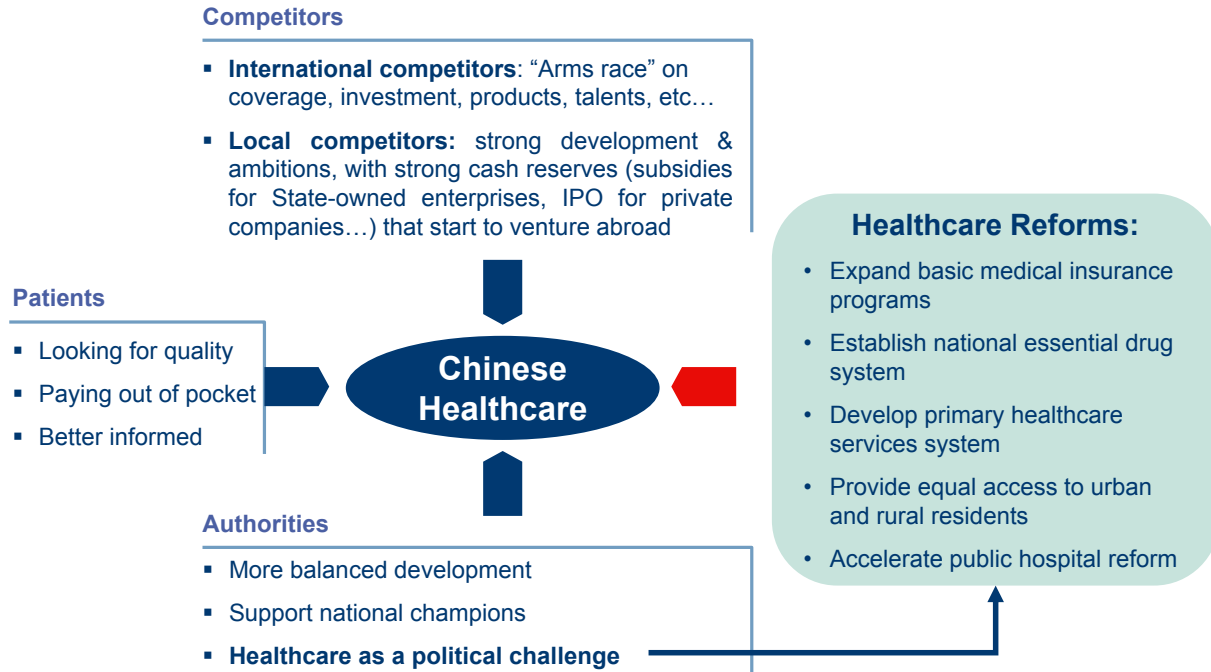 Competitors
▪ International competitors: “Arms race” on
coverage, investment, products, talents, etc…
▪ Local competitors: strong development &
ambitions, with strong cash reserves (subsidies
for State-owned enterprises, IPO for private
companies…) that start to venture abroad
Patients
▪ Looking for quality
▪ Paying out of pocket
▪ Better informed
Chinese
Healthcare
Authorities
▪ More balanced development
▪ Support national champions
▪ Healthcare as a political challenge
Healthcare Reforms:
• Expand basic medical insurance
programs
• Establish national essential drug
system
• Develop primary healthcare
services system
• Provide equal access to urban
and rural residents
• Accelerate public hospital reform